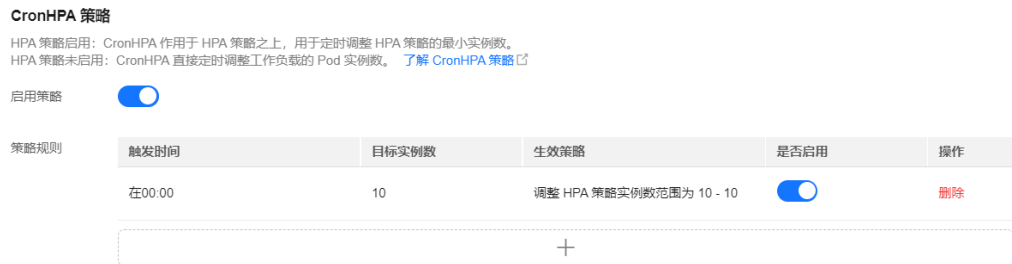 CronHPA 策略
HPA 策略启用：CronHPA 作用于 HPA 策略之上，用于定时调整 HPA 策略的最小实例数。
HPA 策略未启用：CronHPA 直接定时调整工作负载的 Pod 实例数。 了解 CronHPA 策略
启用策略
策略规则 触发时间 目标实例数 生效策略 是否启用 操作
在00:00 10 调整 HPA 策略实例数范围为 10 - 10 删除